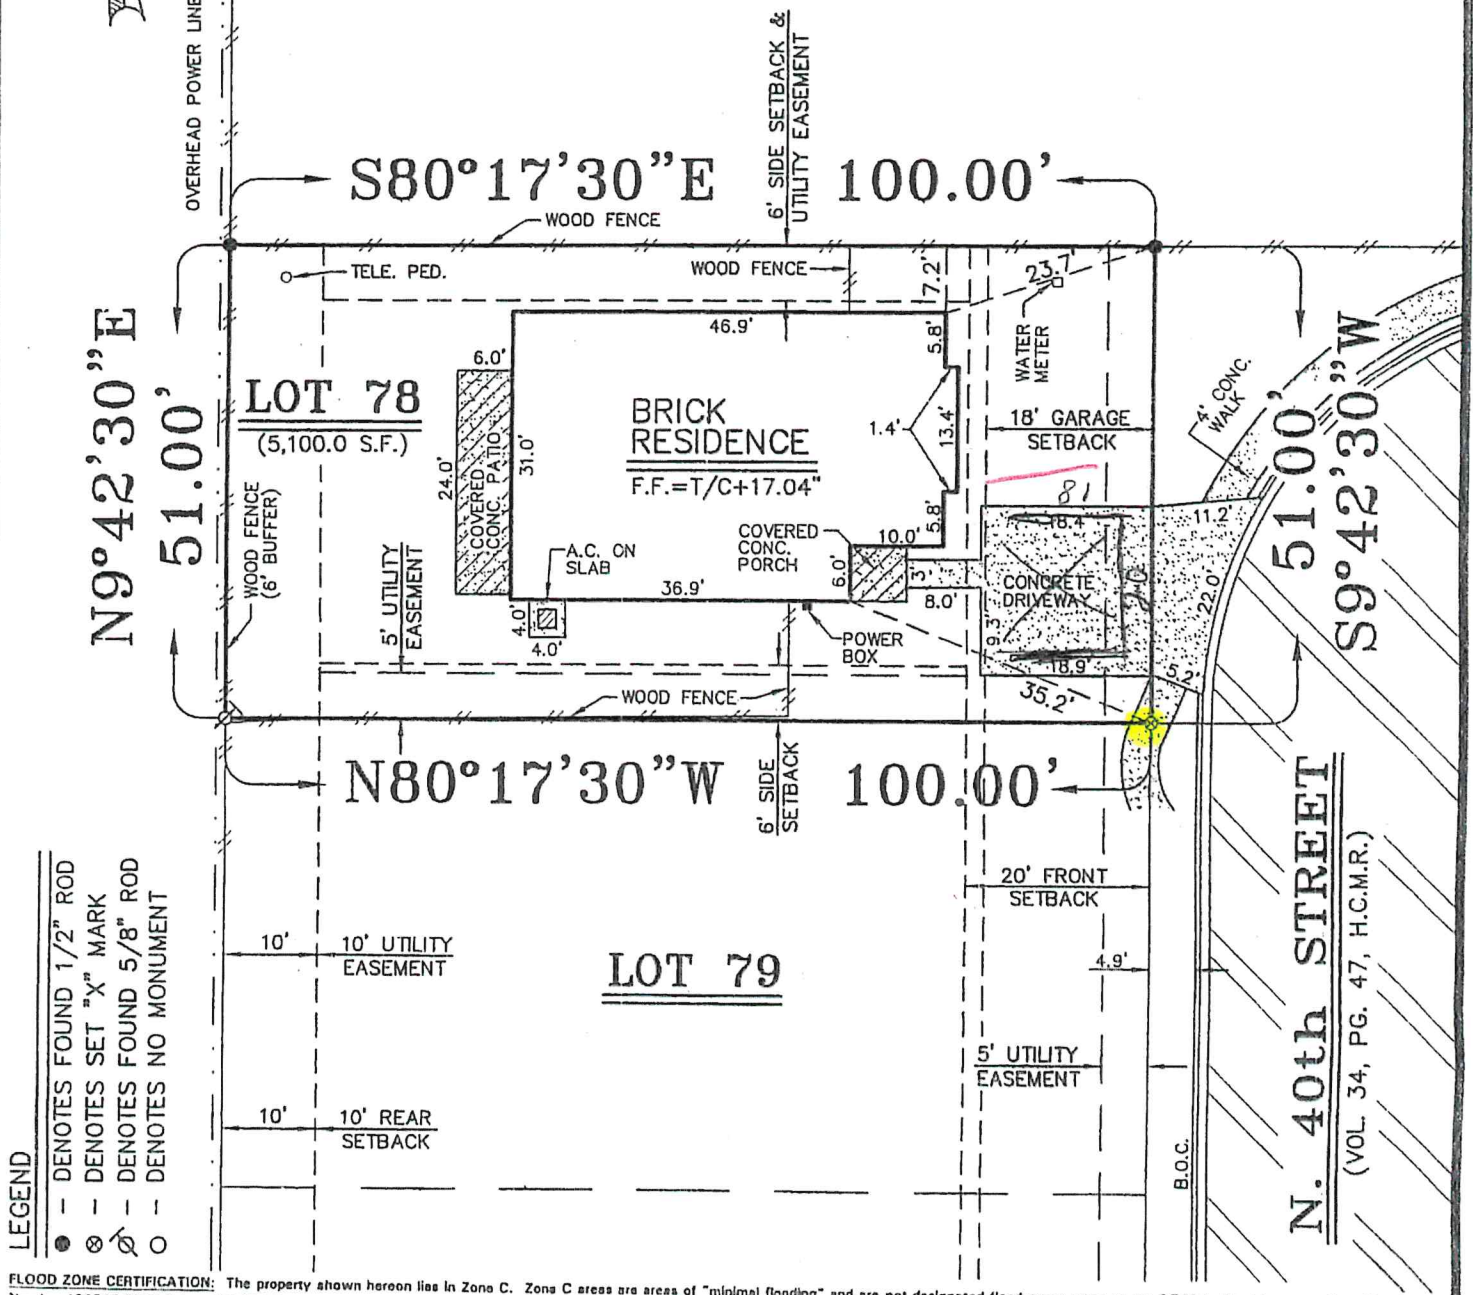 OVERHEAD POWER LINE
6' SIDE SETBACK &
UTILITY EASEMENT
S80°17'30"E 100.00'
WOOD FENCE
TELE. PED.
WOOD FENCE
7.2'
23.7'
WATER
METER
N9°42'30"E
51.00'
LOT 78
(5,100.0 S.F.)
46.9'
5.8'
6.0'
24.0'
COVERED
CONC. PATIO
31.0'
BRICK
RESIDENCE
F.F.=T/C+17.04"
1.4'
13.4'
18' GARAGE
SETBACK
4' CONC.
WALK
51.00'
S9°42'30"W
WOOD FENCE
(6' BUFFER)
5' UTILITY
EASEMENT
A.C. ON
SLAB
4.0'
4.0'
36.9'
COVERED
CONC.
PORCH
10.0'
5.8'
6.0'
3'
8.0'
81
18.4'
11.2'
CONCRETE
DRIVEWAY
20
22.0'
9.3'
18.9'
5.2'
POWER
BOX
35.2'
WOOD FENCE
N80°17'30"W 100.00'
6' SIDE
SETBACK
20' FRONT
SETBACK
10'
10' UTILITY
EASEMENT
LOT 79
4.9'
5' UTILITY
EASEMENT
10'
10' REAR
SETBACK
B.O.C.
N. 40th STREET
(VOL. 34, PG. 47, H.C.M.R.)
LEGEND
– DENOTES FOUND 1/2" ROD
– DENOTES SET "X" MARK
– DENOTES FOUND 5/8" ROD
– DENOTES NO MONUMENT
FLOOD ZONE CERTIFICATION: The property shown hereon lies in Zone C. Zone C areas are areas of "minimal flooding" and are not designated